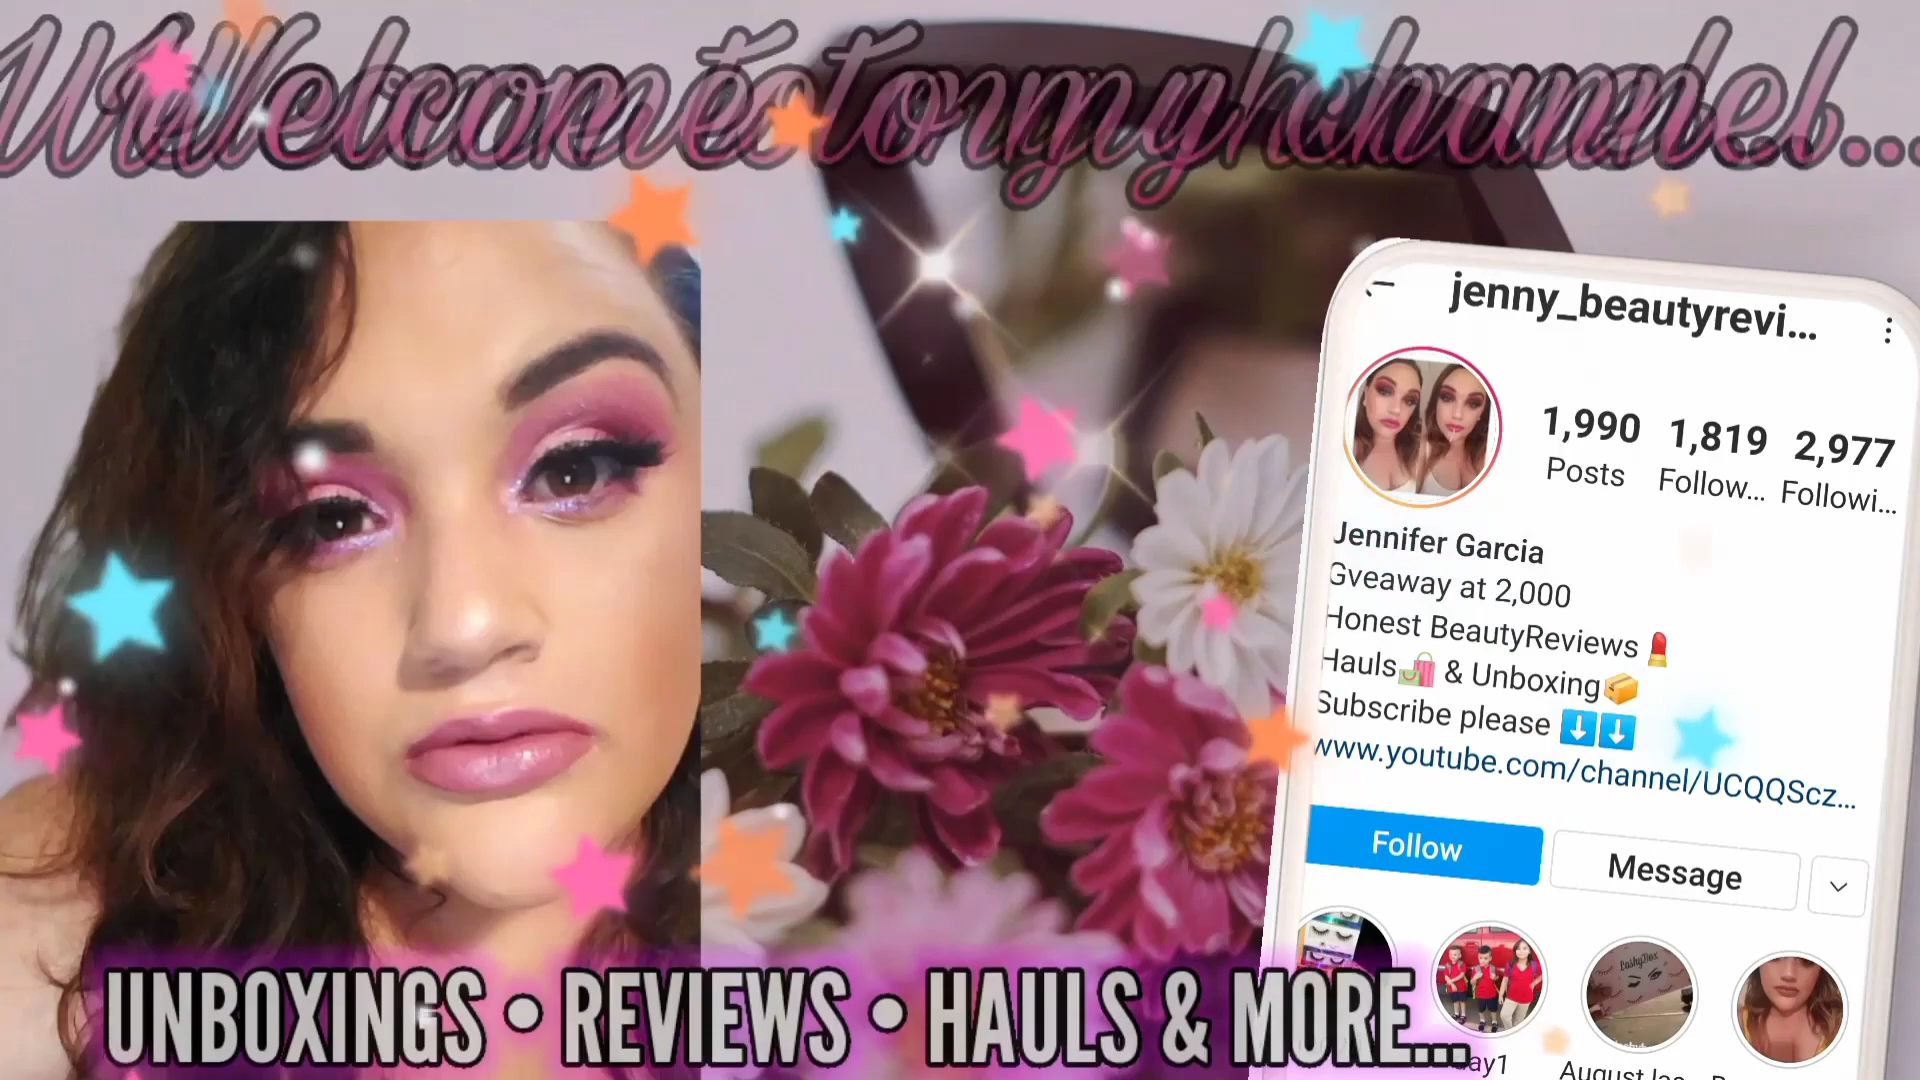 Welcome to my channel...
jenny_beautyrevi...
1,990 1,819 2,977
Posts Follow... Followi...
Jennifer Garcia
Gveaway at 2,000
Honest BeautyReviews💄
Hauls🛍️ & Unboxing📦
Subscribe please ⬇️⬇️
www.youtube.com/channel/UCQQScz...
Follow Message
LashyNox
UNBOXINGS • REVIEWS • HAULS & MORE...